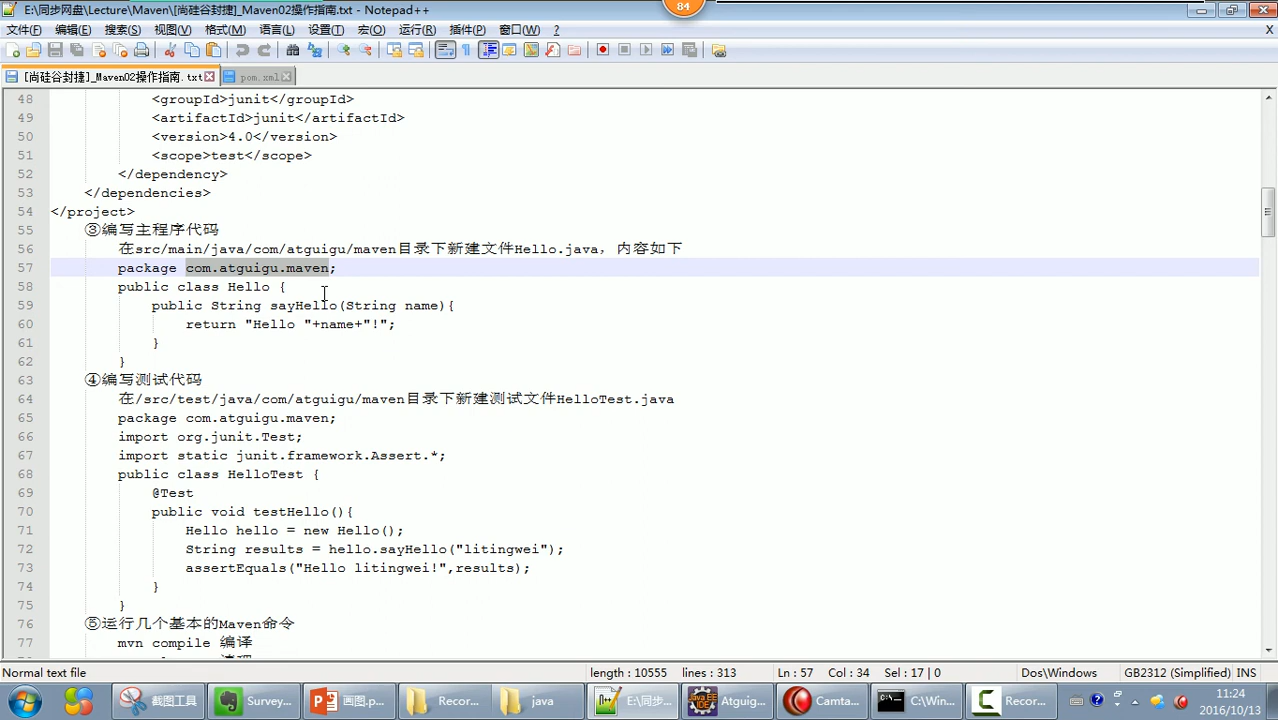 E:\同步网盘\Lecture\Maven\[尚硅谷封捷]_Maven02操作指南.txt - Notepad++
84
文件(F) 编辑(E) 搜索(S) 视图(V) 格式(M) 语言(L) 设置(T) 宏(O) 运行(R) 插件(P) 窗口(W) ? X
[尚硅谷封捷]_Maven02操作指南.txt pom.xml
48 <groupId>junit</groupId>
49 <artifactId>junit</artifactId>
50 <version>4.0</version>
51 <scope>test</scope>
52 </dependency>
53 </dependencies>
54 </project>
55 ③编写主程序代码
56 在src/main/java/com/atguigu/maven目录下新建文件Hello.java，内容如下
57 package com.atguigu.maven;
58 public class Hello {
59 public String sayHello(String name){
60 return "Hello "+name+"!";
61 }
62 }
63 ④编写测试代码
64 在/src/test/java/com/atguigu/maven目录下新建测试文件HelloTest.java
65 package com.atguigu.maven;
66 import org.junit.Test;
67 import static junit.framework.Assert.*;
68 public class HelloTest {
69 @Test
70 public void testHello(){
71 Hello hello = new Hello();
72 String results = hello.sayHello("litingwei");
73 assertEquals("Hello litingwei!",results);
74 }
75 }
76 ⑤运行几个基本的Maven命令
77 mvn compile 编译
Normal text file length : 10555 lines : 313 Ln : 57 Col : 34 Sel : 17 | 0 Dos\Windows GB2312 (Simplified) INS
截图工具 Survey... 画图.p... Recor... java E:\同步... Atguig... Camta... C:\Win... Recor... 11:24
2016/10/13